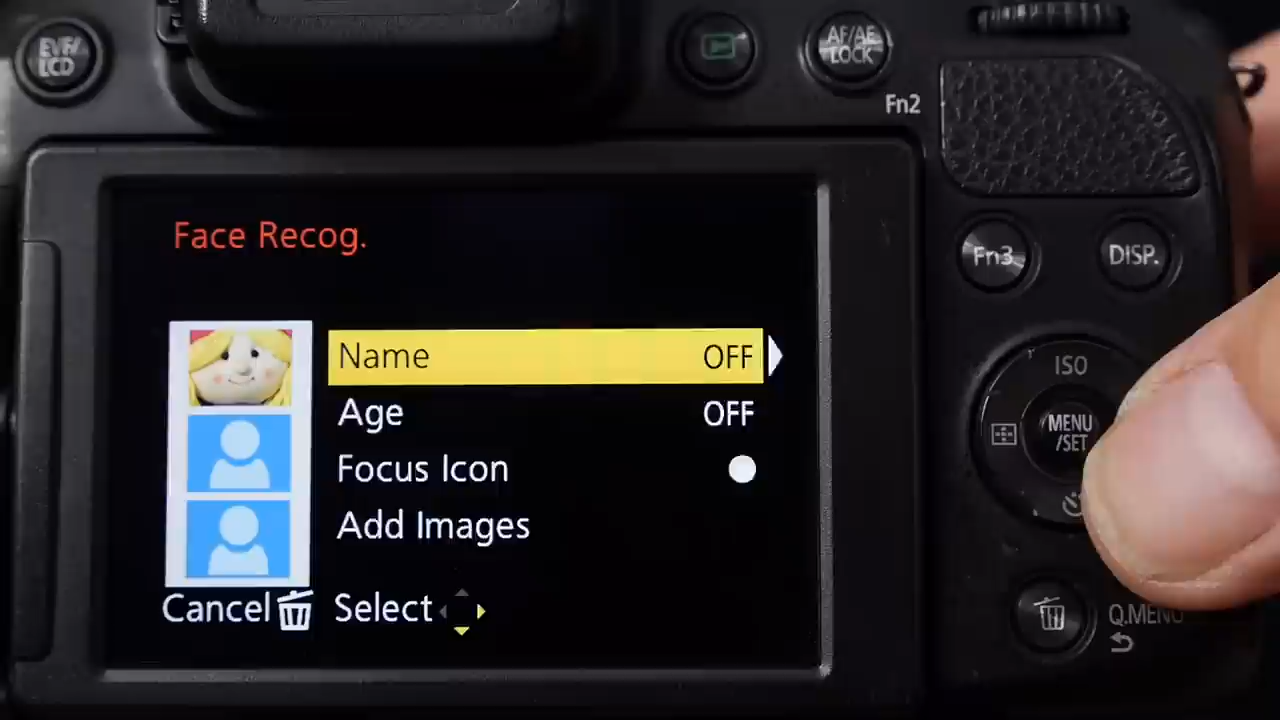 EVF/
LCD
AF/AE
LOCK
Fn2
Face Recog.
Fn3
DISP.
Name OFF
Age OFF
Focus Icon
Add Images
Cancel Select
ISO
MENU
/SET
Q.MENU